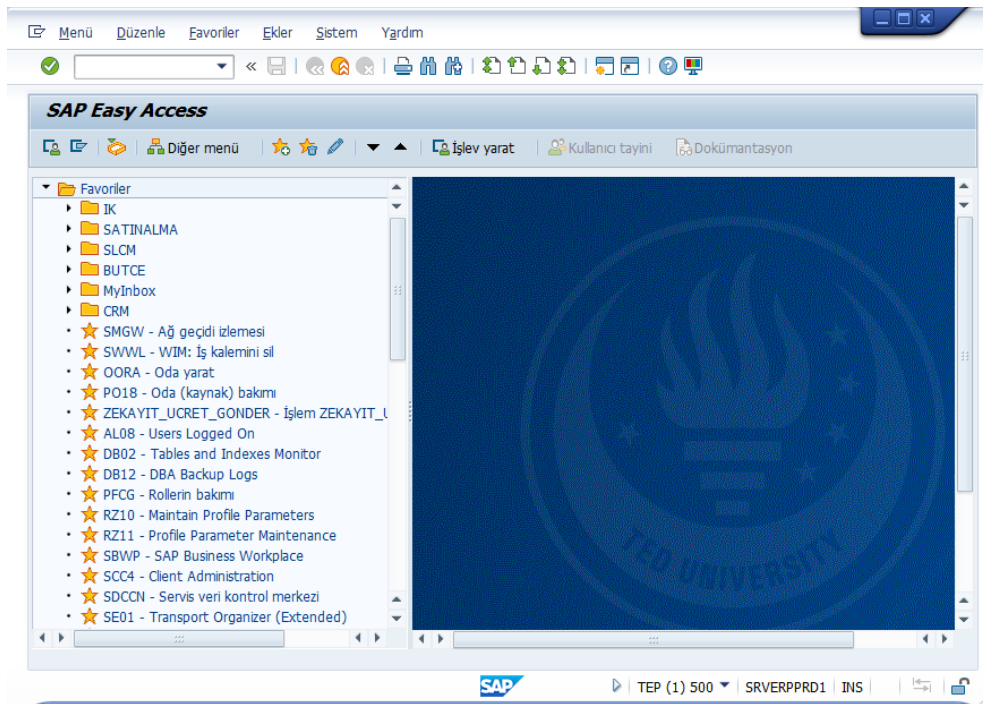 Menü Düzenle Favoriler Ekler Sistem Yardım
SAP Easy Access
Diğer menü İşlev yarat Kullanıcı tayini Dokümantasyon
Favoriler
IK
SATINALMA
SLCM
BUTCE
MyInbox
CRM
SMGW - Ağ geçidi izlemesi
SWWL - WIM: İş kalemini sil
OORA - Oda yarat
PO18 - Oda (kaynak) bakımı
ZEKAYIT_UCRET_GONDER - İşlem ZEKAYIT_U
AL08 - Users Logged On
DB02 - Tables and Indexes Monitor
DB12 - DBA Backup Logs
PFCG - Rollerin bakımı
RZ10 - Maintain Profile Parameters
RZ11 - Profile Parameter Maintenance
SBWP - SAP Business Workplace
SCC4 - Client Administration
SDCCN - Servis veri kontrol merkezi
SE01 - Transport Organizer (Extended)
TED UNIVERSITY
SAP TEP (1) 500 SRVERPPRD1 INS